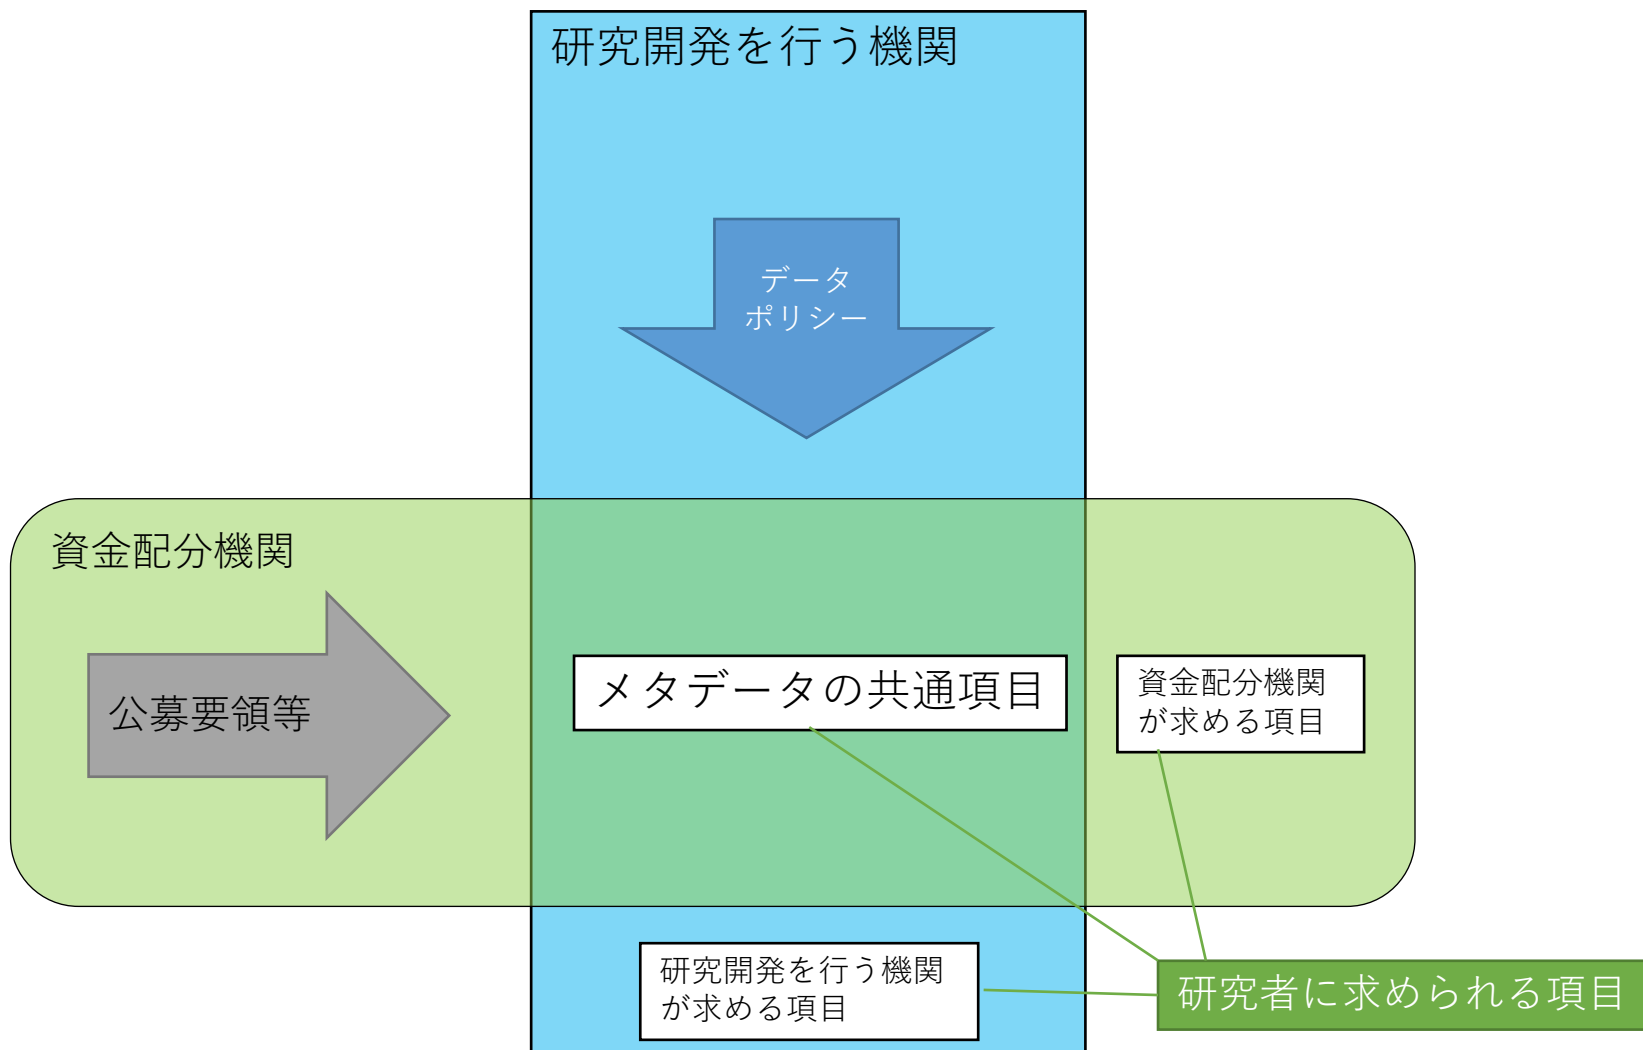 研究開発を行う機関
データ
ポリシー
資金配分機関
公募要領等
メタデータの共通項目
資金配分機関
が求める項目
研究開発を行う機関
が求める項目
研究者に求められる項目